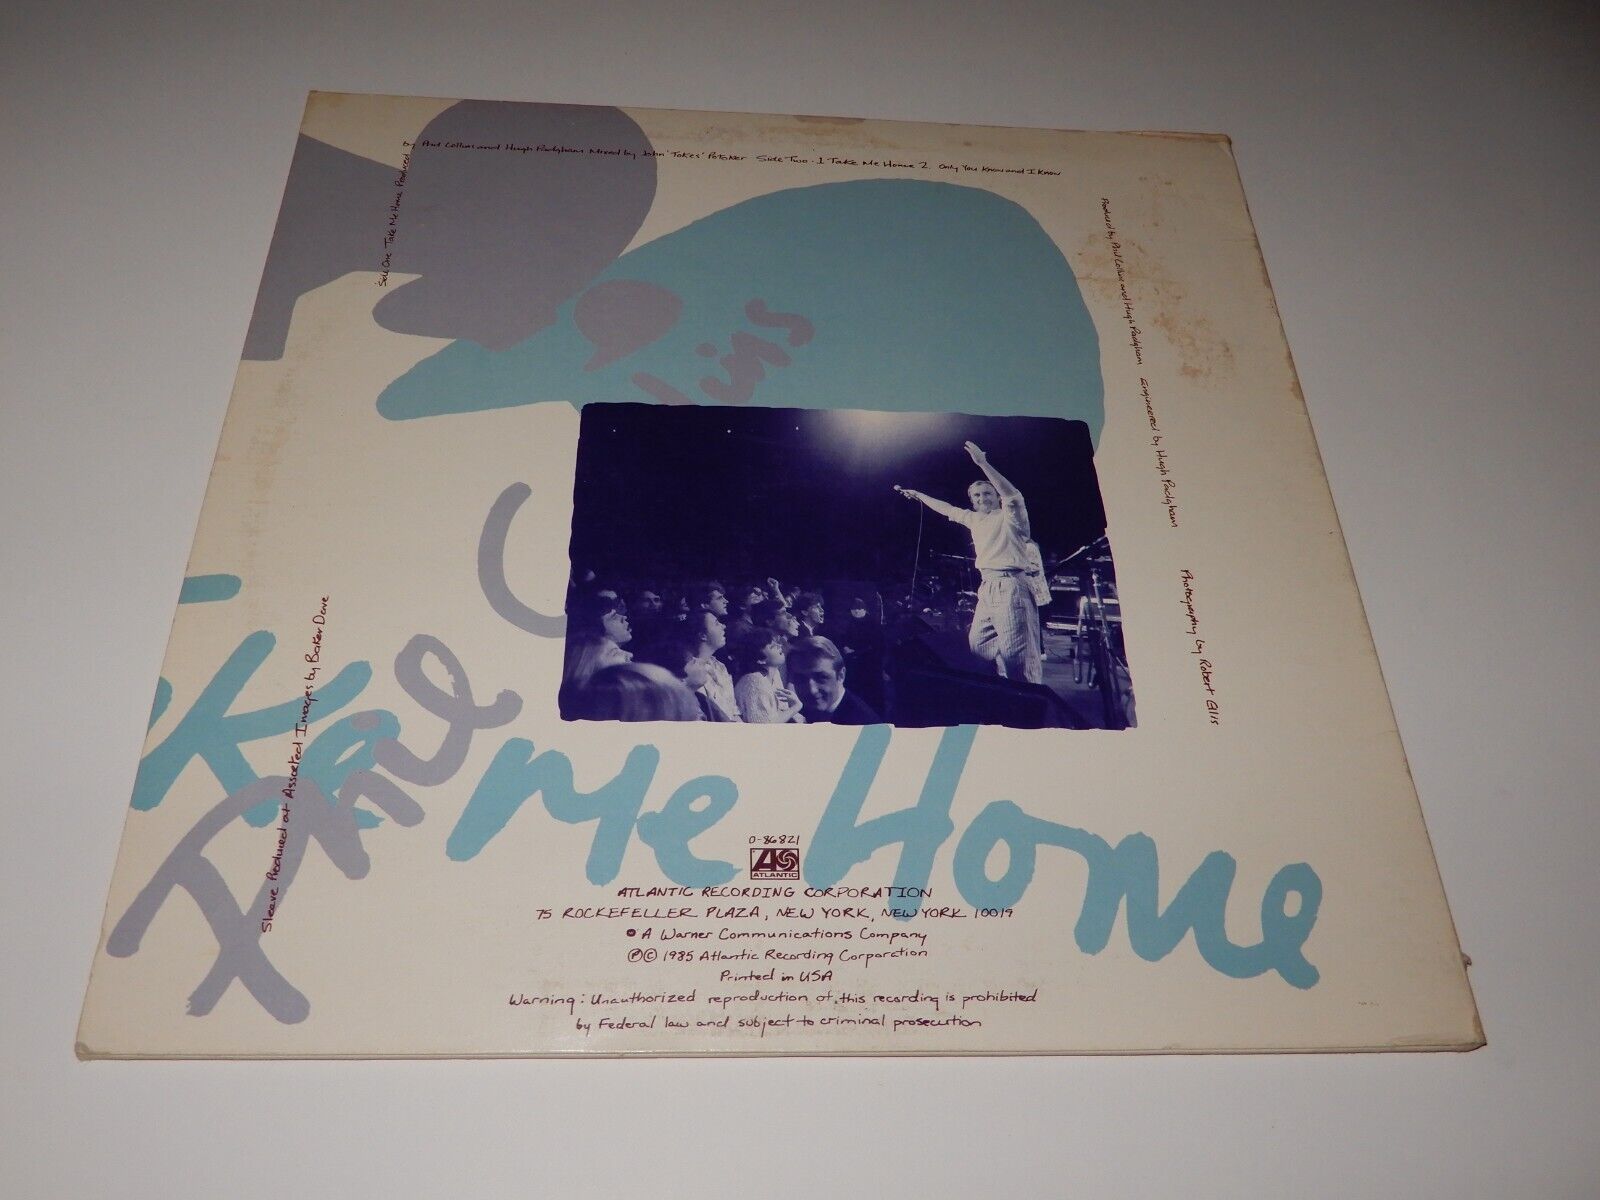 Side One Take Me Home Produced by Phil Collins and Hugh Padgham Mixed by John 'Tokes' Potoker Side Two · 1 Take Me Home 2. Only You Know and I Know
Produced by Phil Collins and Hugh Padgham Engineered by Hugh Padgham
Photography by Robert Ellis
Sleeve Produced at Assorted Images by Baker Dave
llins
me Home
0-86821
ATLANTIC
ATLANTIC RECORDING CORPORATION
75 ROCKEFELLER PLAZA, NEW YORK, NEW YORK 10019
A Warner Communications Company
℗© 1985 Atlantic Recording Corporation
Printed in USA
Warning: Unauthorized reproduction of this recording is prohibited
by Federal law and subject to criminal prosecution